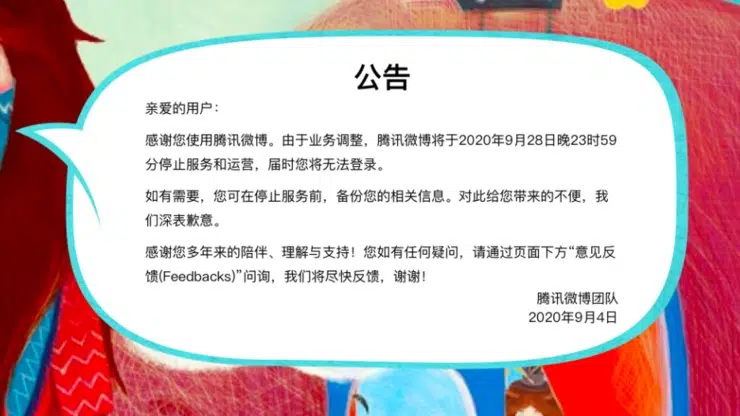 公告
亲爱的用户：
感谢您使用腾讯微博。由于业务调整，腾讯微博将于2020年9月28日晚23时59
分停止服务和运营，届时您将无法登录。
如有需要，您可在停止服务前，备份您的相关信息。对此给您带来的不便，我
们深表歉意。
感谢您多年来的陪伴、理解与支持！您如有任何疑问，请通过页面下方“意见反
馈(Feedbacks)”问询，我们将尽快反馈，谢谢！
腾讯微博团队
2020年9月4日